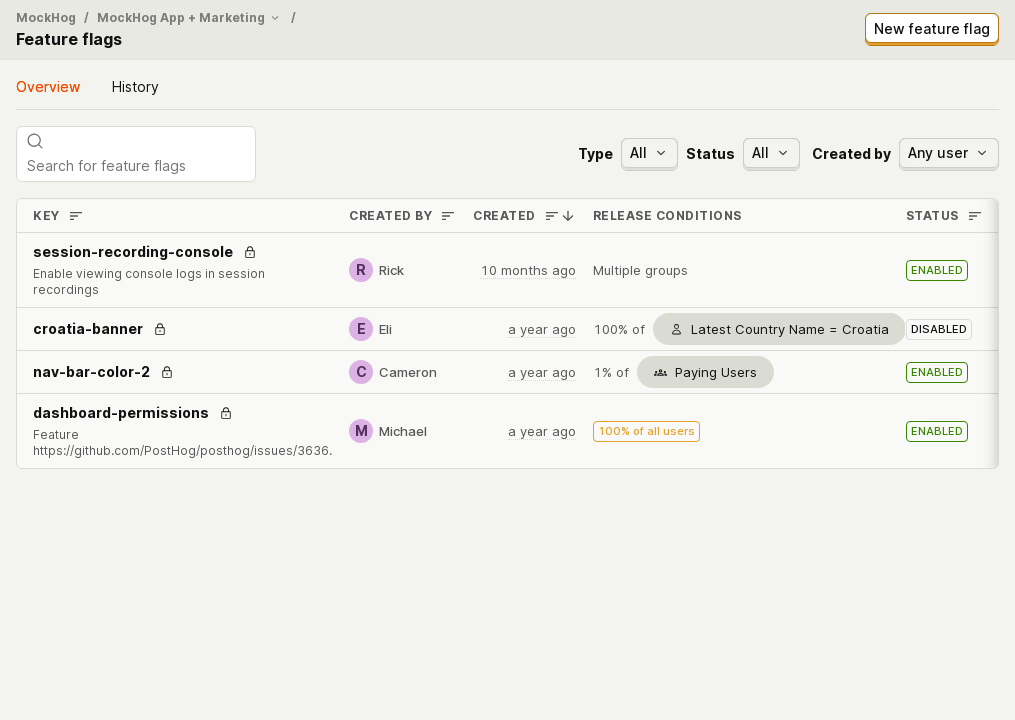 MockHog / MockHog App + Marketing /
Feature flags
New feature flag
Overview History
Search for feature flags
Type All Status All Created by Any user
KEY CREATED BY CREATED RELEASE CONDITIONS STATUS
session-recording-console
Enable viewing console logs in session
recordings
R Rick 10 months ago Multiple groups ENABLED
croatia-banner E Eli a year ago 100% of Latest Country Name = Croatia DISABLED
nav-bar-color-2 C Cameron a year ago 1% of Paying Users ENABLED
dashboard-permissions
Feature
https://github.com/PostHog/posthog/issues/3636.
M Michael a year ago 100% of all users ENABLED